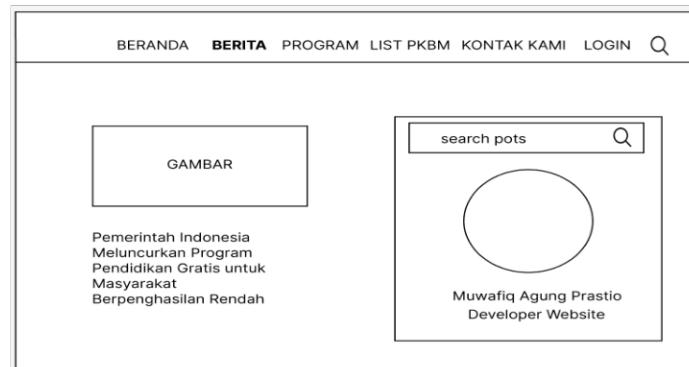 BERANDA BERITA PROGRAM LIST PKBM KONTAK KAMI LOGIN
GAMBAR
Pemerintah Indonesia
Meluncurkan Program
Pendidikan Gratis untuk
Masyarakat
Berpenghasilan Rendah
search pots
Muwafiq Agung Prastio
Developer Website